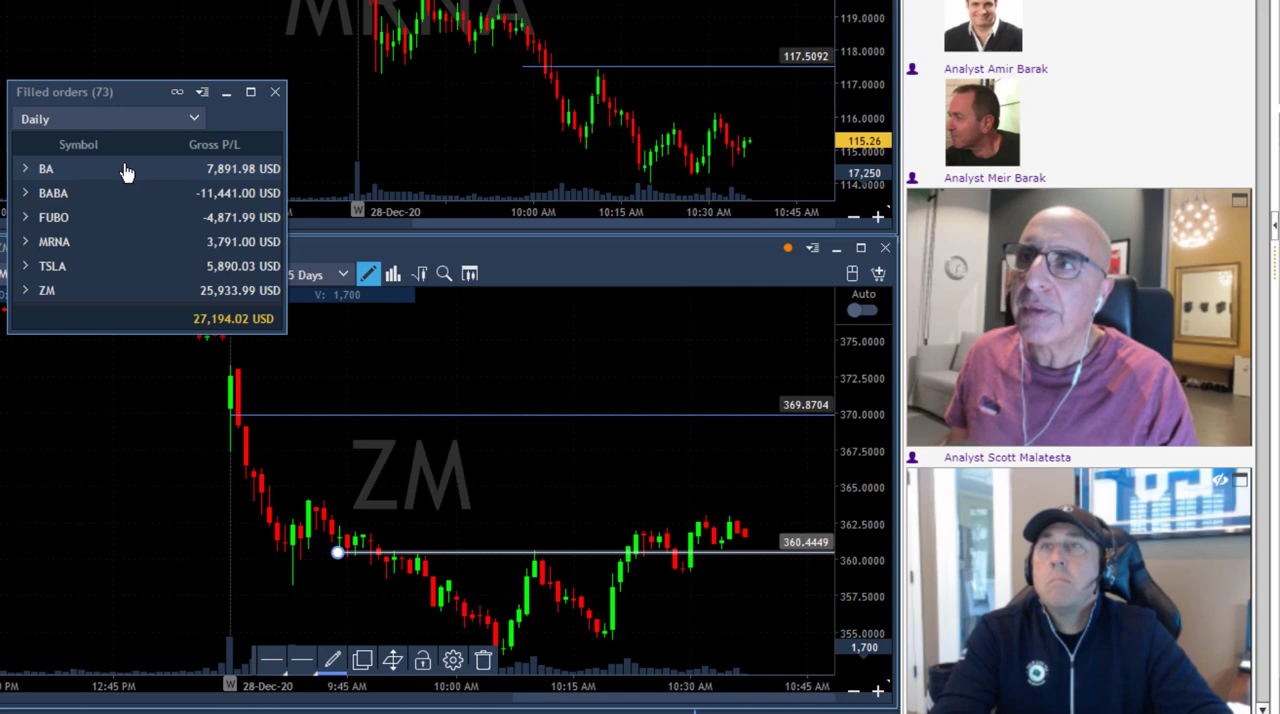 MRNA
119.0000
118.0000
117.5092
117.0000
116.0000
115.26
115.0000
17,250
114.0000
28-Dec-20
10:00 AM
10:15 AM
10:30 AM
10:45 AM
Filled orders (73)
Daily
Symbol
Gross P/L
BA 7,891.98 USD
BABA -11,441.00 USD
FUBO -4,871.99 USD
MRNA 3,791.00 USD
TSLA 5,890.03 USD
ZM 25,933.99 USD
27,194.02 USD
5 Days
V: 1,700
Auto
375.0000
372.5000
369.8704
370.0000
367.5000
ZM
365.0000
362.5000
360.4449
360.0000
357.5000
355.0000
1,700
PM
12:45 PM
W
28-Dec-20
9:45 AM
10:00 AM
10:15 AM
10:30 AM
10:45 AM
W
Analyst Amir Barak
Analyst Meir Barak
Analyst Scott Malatesta